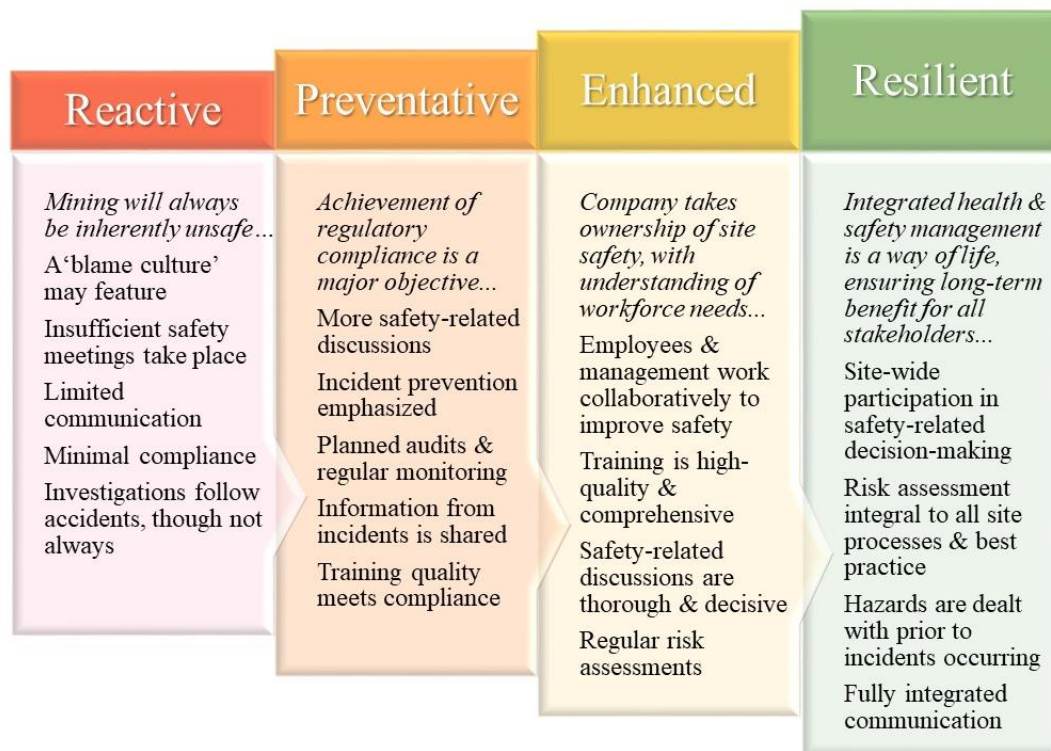 Reactive
Mining will always
be inherently unsafe…
A‘blame culture’
may feature
Insufficient safety
meetings take place
Limited
communication
Minimal compliance
Investigations follow
accidents, though not
always
Preventative
Achievement of
regulatory
compliance is a
major objective...
More safety-related
discussions
Incident prevention
emphasized
Planned audits &
regular monitoring
Information from
incidents is shared
Training quality
meets compliance
Enhanced
Company takes
ownership of site
safety, with
understanding of
workforce needs...
Employees &
management work
collaboratively to
improve safety
Training is high-
quality &
comprehensive
Safety-related
discussions are
thorough & decisive
Regular risk
assessments
Resilient
Integrated health &
safety management
is a way of life,
ensuring long-term
benefit for all
stakeholders...
Site-wide
participation in
safety-related
decision-making
Risk assessment
integral to all site
processes & best
practice
Hazards are dealt
with prior to
incidents occurring
Fully integrated
communication